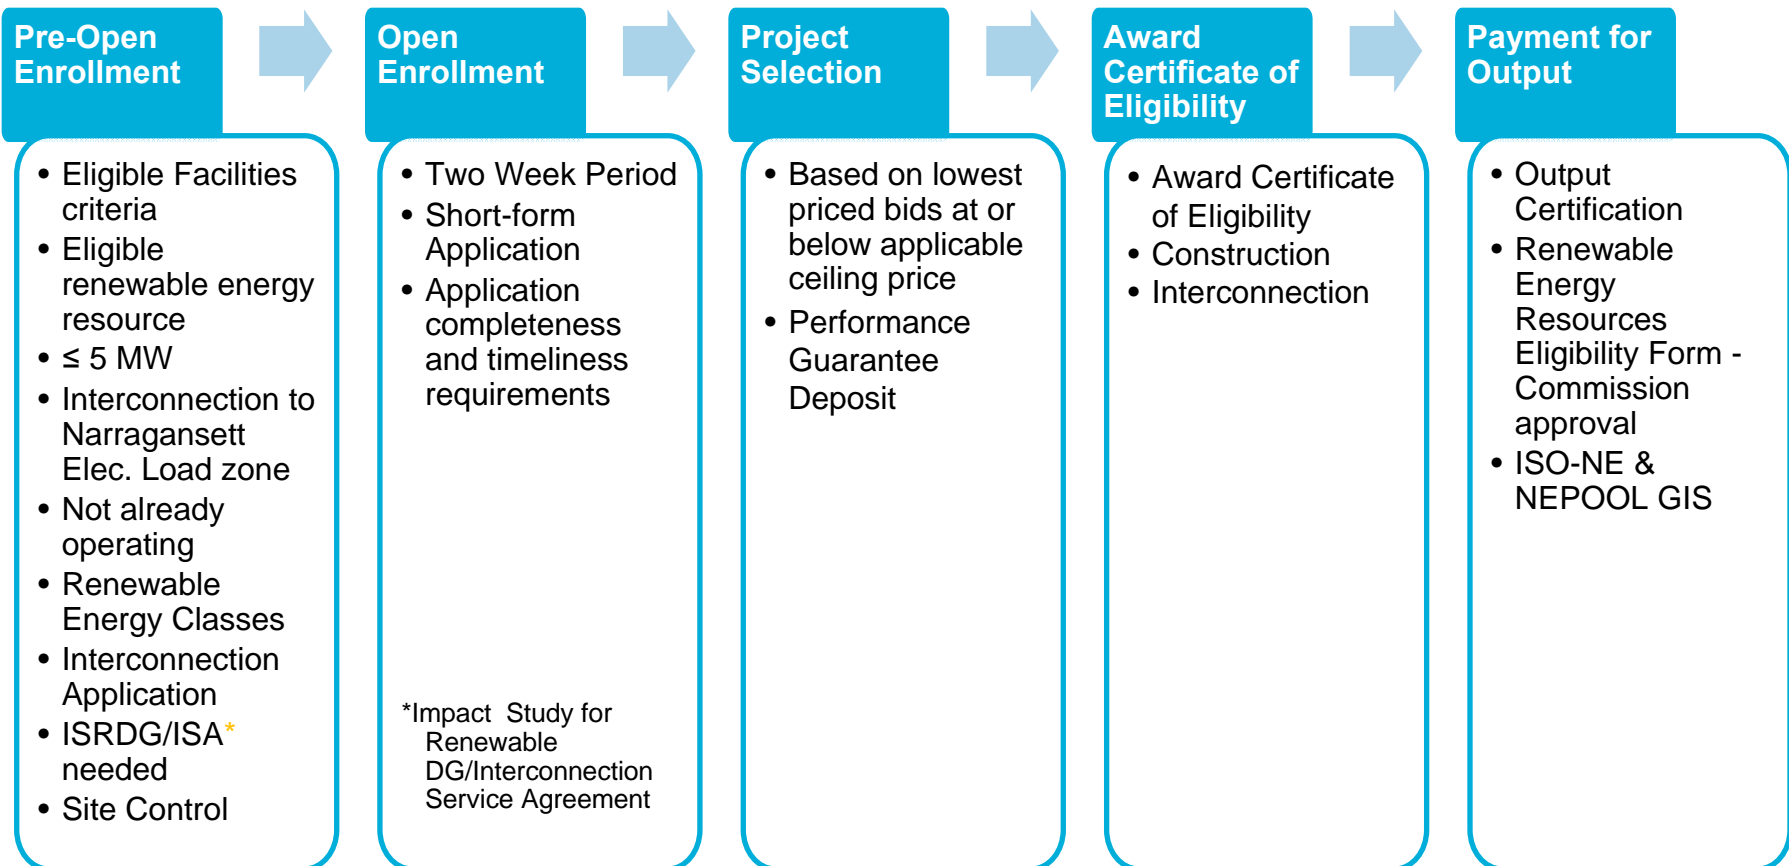 Pre-Open
Enrollment
• Eligible Facilities
criteria
• Eligible
renewable energy
resource
• ≤ 5 MW
• Interconnection to
Narragansett
Elec. Load zone
• Not already
operating
• Renewable
Energy Classes
• Interconnection
Application
• ISRDG/ISA*
needed
• Site Control
Open
Enrollment
• Two Week Period
• Short-form
Application
• Application
completeness
and timeliness
requirements
*Impact Study for
Renewable
DG/Interconnection
Service Agreement
Project
Selection
• Based on lowest
priced bids at or
below applicable
ceiling price
• Performance
Guarantee
Deposit
Award
Certificate of
Eligibility
• Award Certificate
of Eligibility
• Construction
• Interconnection
Payment for
Output
• Output
Certification
• Renewable
Energy
Resources
Eligibility Form -
Commission
approval
• ISO-NE &
NEPOOL GIS